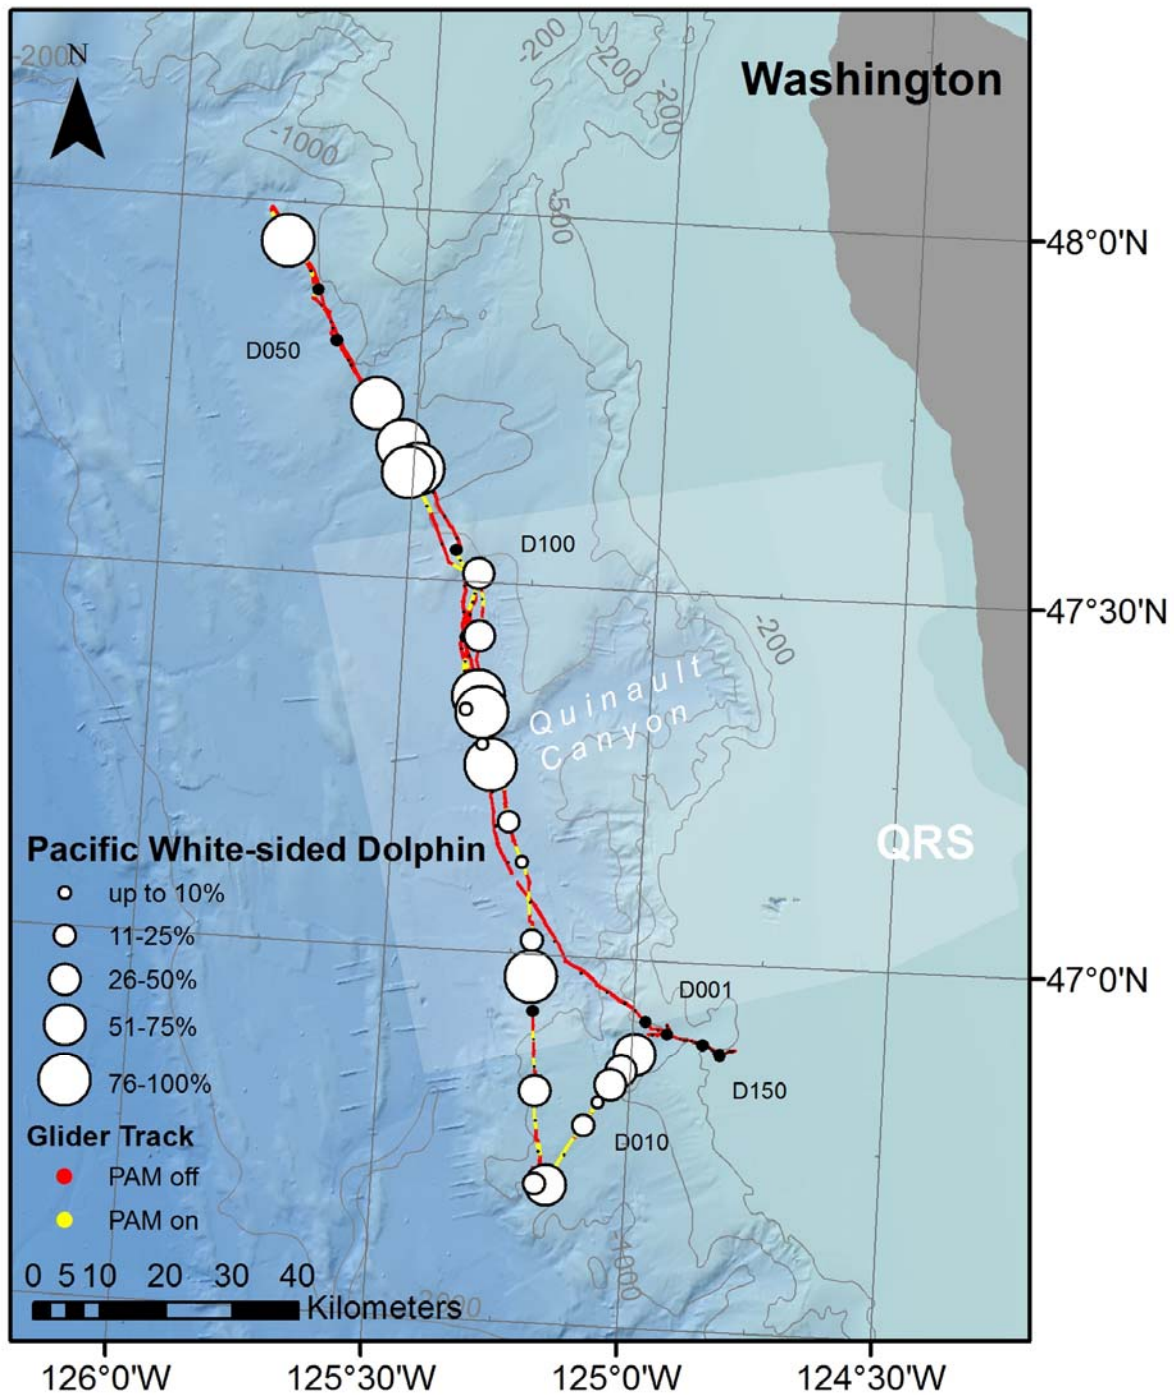 -2000
N
-200
-200
-200
Washington
-1000
-500
48°0'N
D050
D100
47°30'N
-200
Quinault
Canyon
QRS
Pacific White-sided Dolphin
up to 10%
11-25%
26-50%
51-75%
76-100%
47°0'N
D001
D150
D010
Glider Track
PAM off
PAM on
-1000
0 5 10 20 30 40
Kilometers
126°0'W 125°30'W 125°0'W 124°30'W